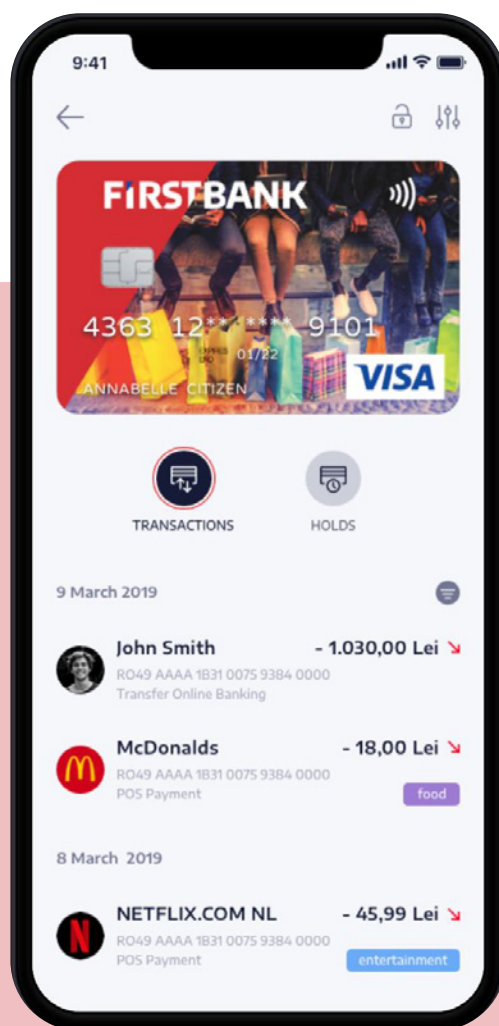 9:41
FIRSTBANK
4363 12** **** 9101
01/22
ANNABELLE CITIZEN
VISA
TRANSACTIONS
HOLDS
9 March 2019
John Smith - 1.030,00 Lei
RO49 AAAA 1B31 0075 9384 0000
Transfer Online Banking
McDonalds - 18,00 Lei
RO49 AAAA 1B31 0075 9384 0000
POS Payment food
8 March 2019
NETFLIX.COM NL - 45,99 Lei
RO49 AAAA 1B31 0075 9384 0000
POS Payment entertainment